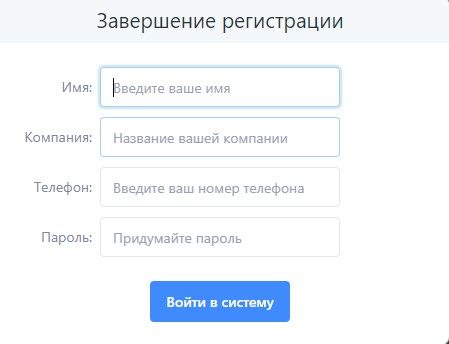 Завершение регистрации
Имя: Введите ваше имя
Компания: Название вашей компании
Телефон: Введите ваш номер телефона
Пароль: Придумайте пароль
Войти в систему